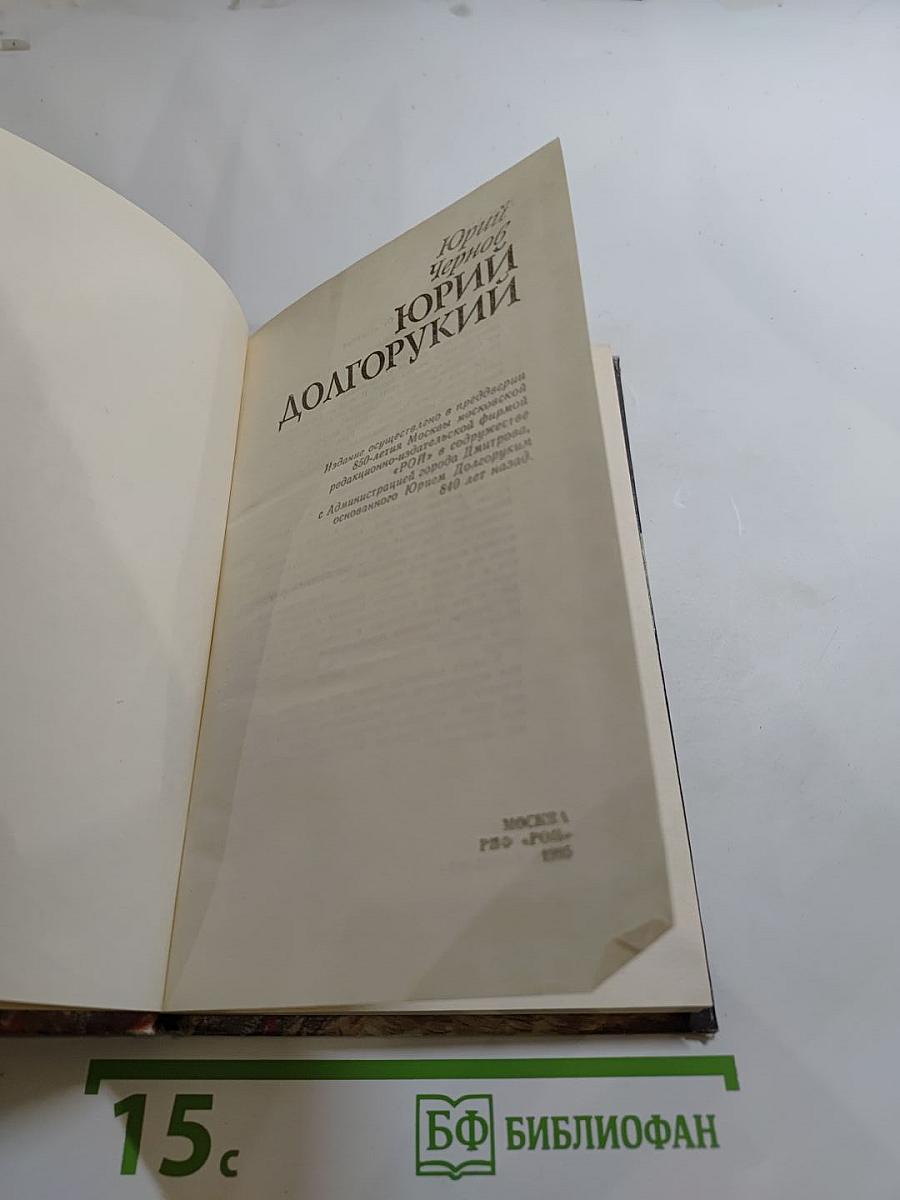 Юрий
Чернов
ЮРИЙ
ДОЛГОРУКИЙ
Издание осуществлено в преддверии
850-летия Москвы московской
редакционно-издательской фирмой
«РОЙ» в содружестве
с Администрацией города Дмитрова,
основанного Юрием Долгоруким
840 лет назад.
МОСКВА
РИФ «РОЙ»
1995
15 с
БФ БИБЛИОФАН